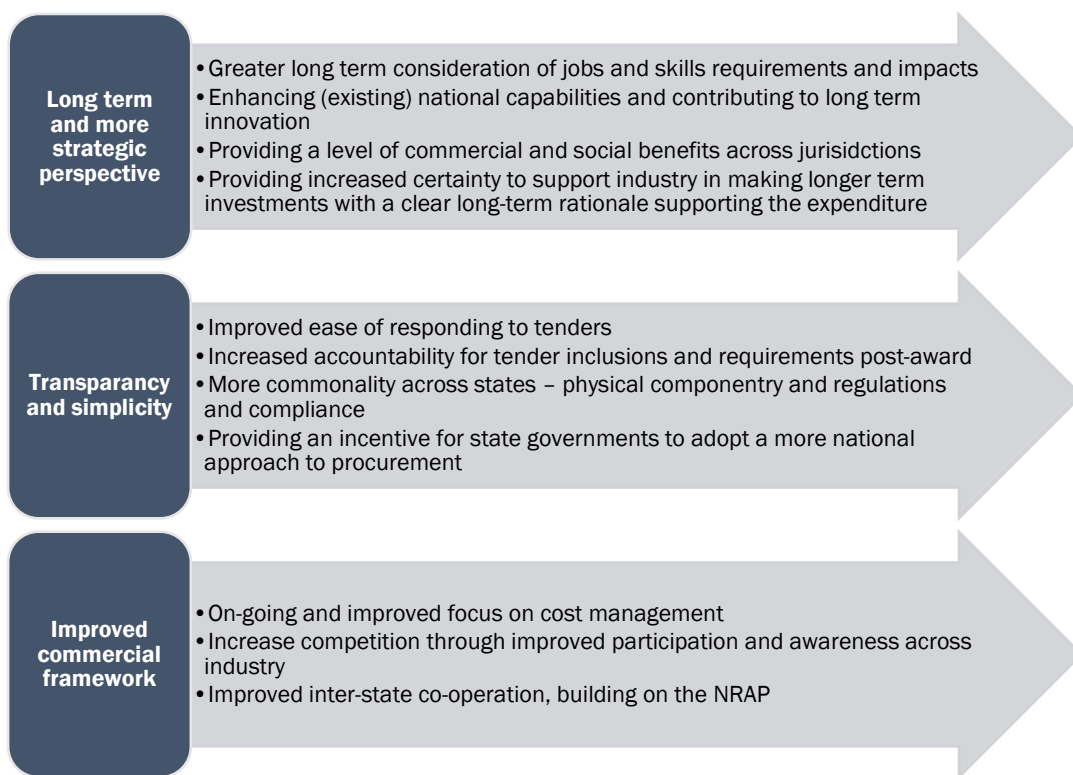 Long term
and more
strategic
perspective
•Greater long term consideration of jobs and skills requirements and impacts
•Enhancing (existing) national capabilities and contributing to long term
innovation
•Providing a level of commercial and social benefits across jurisidctions
•Providing increased certainty to support industry in making longer term
investments with a clear long-term rationale supporting the expenditure
Transparancy
and simplicity
•Improved ease of responding to tenders
•Increased accountability for tender inclusions and requirements post-award
•More commonality across states – physical componentry and regulations
and compliance
•Providing an incentive for state governments to adopt a more national
approach to procurement
Improved
commercial
framework
•On-going and improved focus on cost management
•Increase competition through improved participation and awareness across
industry
•Improved inter-state co-operation, building on the NRAP